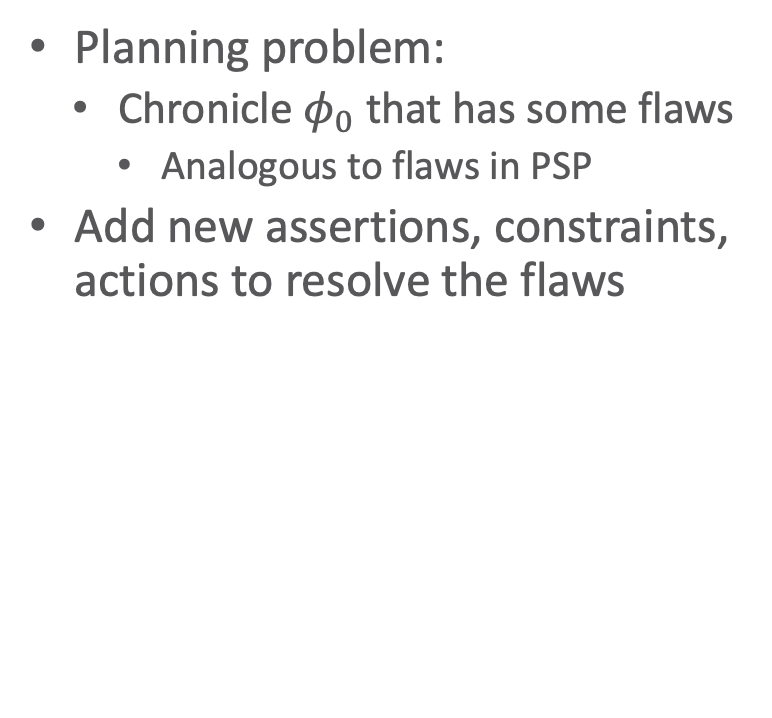 • Planning problem:
• Chronicle ϕ₀ that has some flaws
• Analogous to flaws in PSP
• Add new assertions, constraints,
actions to resolve the flaws